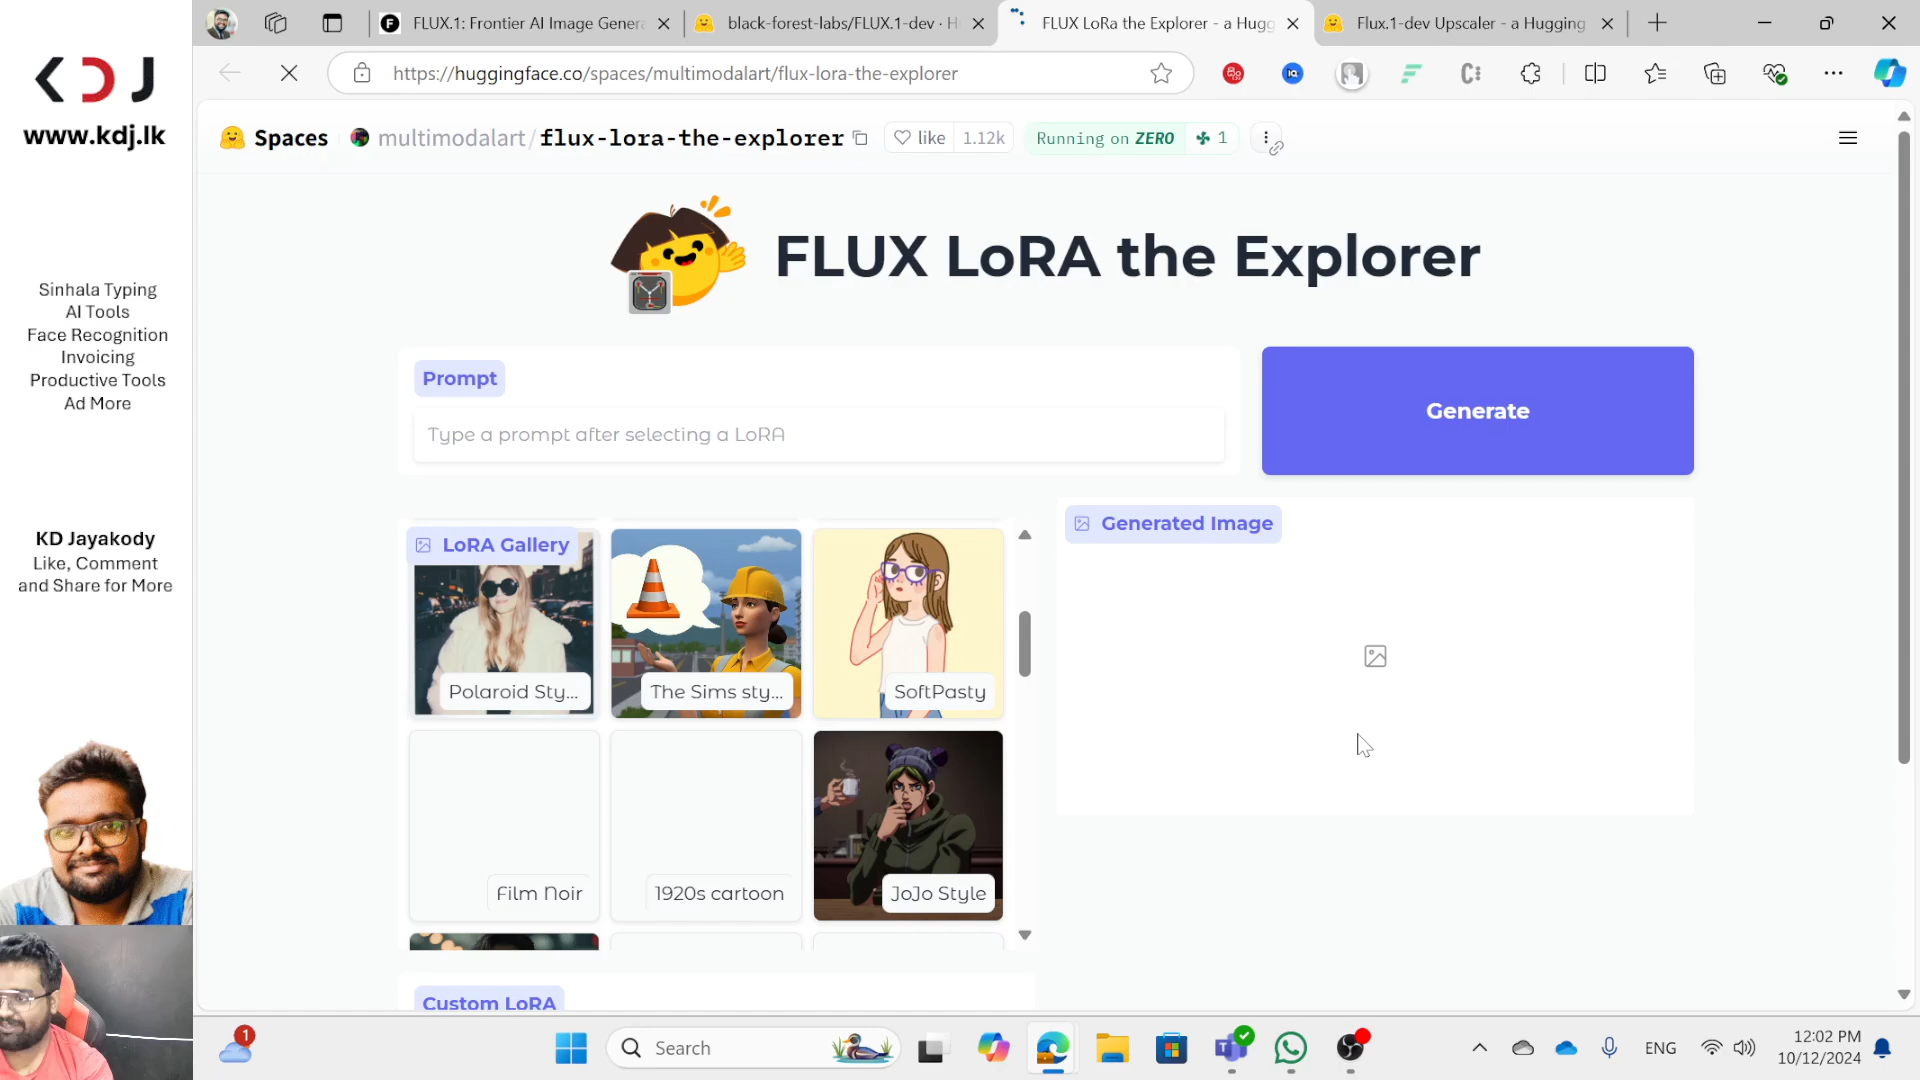 KDJ
www.kdj.lk
Sinhala Typing
AI Tools
Face Recognition
Invoicing
Productive Tools
Ad More
KD Jayakody
Like, Comment
and Share for More
FLUX.1: Frontier AI Image Genera
black-forest-labs/FLUX.1-dev · H
FLUX LoRa the Explorer - a Hugg
Flux.1-dev Upscaler - a Hugging
https://huggingface.co/spaces/multimodalart/flux-lora-the-explorer
Spaces
multimodalart/flux-lora-the-explorer
like 1.12k
Running on ZERO
1
FLUX LoRA the Explorer
Prompt
Type a prompt after selecting a LoRA
Generate
LoRA Gallery
Generated Image
Polaroid Sty...
The Sims sty...
SoftPasty
Film Noir
1920s cartoon
JoJo Style
Custom LoRA
1
Search
ENG
12:02 PM
10/12/2024